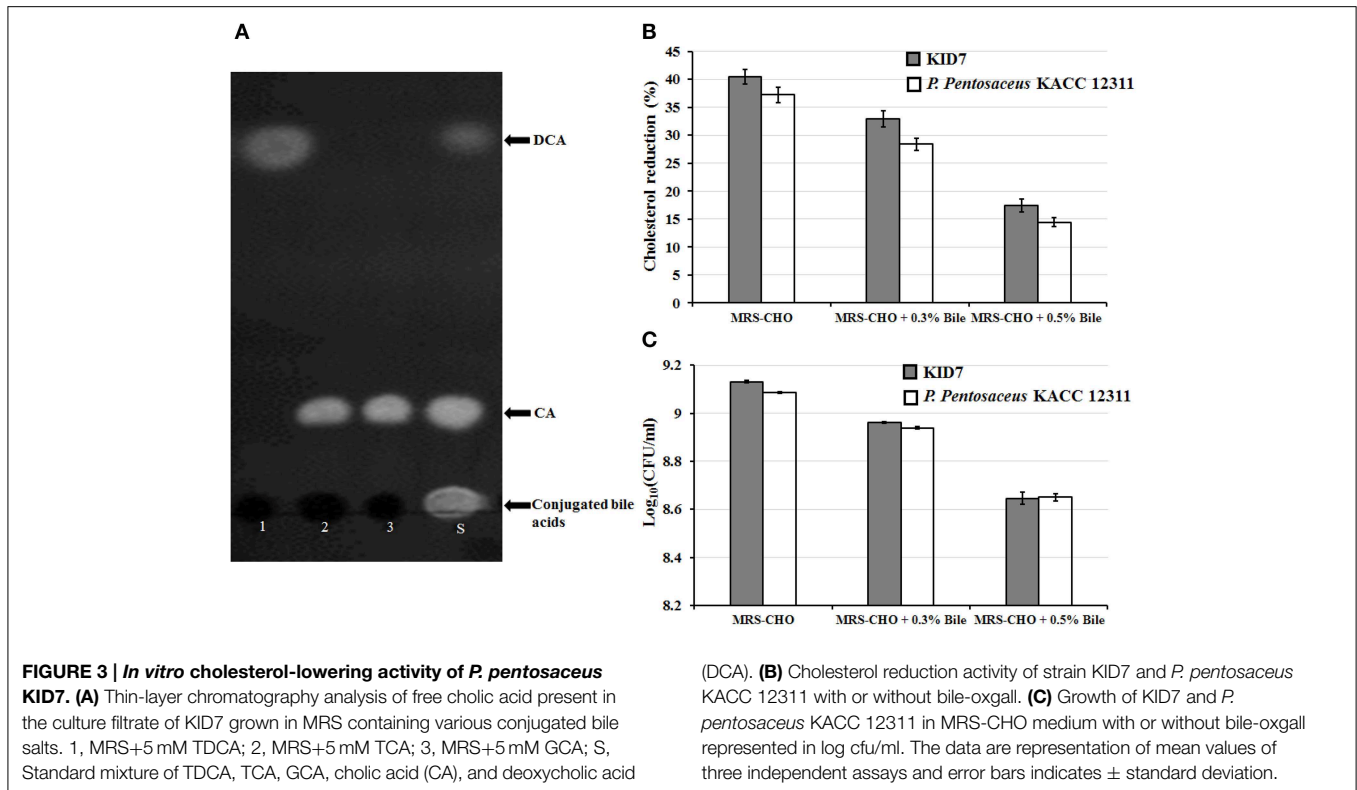 A
DCA
CA
Conjugated bile
acids
1 2 3 S
B
Cholesterol reduction (%)
45
40
35
30
25
20
15
10
5
0
KID7
P. Pentosaceus KACC 12311
MRS-CHO MRS-CHO + 0.3% Bile MRS-CHO + 0.5% Bile
C
Log10(CFU/ml)
9.2
9
8.8
8.6
8.4
8.2
KID7
P. Pentosaceus KACC 12311
MRS-CHO MRS-CHO + 0.3% Bile MRS-CHO + 0.5% Bile
FIGURE 3 | In vitro cholesterol-lowering activity of P. pentosaceus
KID7. (A) Thin-layer chromatography analysis of free cholic acid present in
the culture filtrate of KID7 grown in MRS containing various conjugated bile
salts. 1, MRS+5 mM TDCA; 2, MRS+5 mM TCA; 3, MRS+5 mM GCA; S,
Standard mixture of TDCA, TCA, GCA, cholic acid (CA), and deoxycholic acid
(DCA). (B) Cholesterol reduction activity of strain KID7 and P. pentosaceus
KACC 12311 with or without bile-oxgall. (C) Growth of KID7 and P.
pentosaceus KACC 12311 in MRS-CHO medium with or without bile-oxgall
represented in log cfu/ml. The data are representation of mean values of
three independent assays and error bars indicates ± standard deviation.